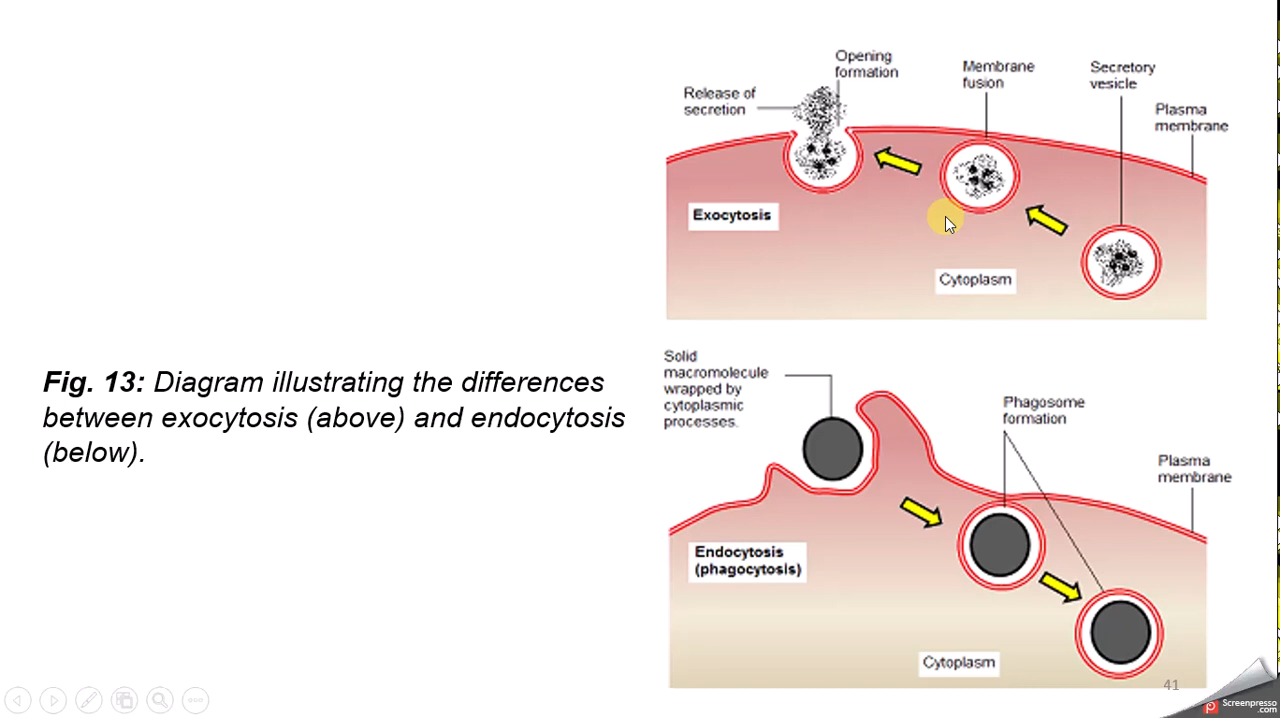 Opening
formation
Membrane
fusion
Secretory
vesicle
Release of
secretion
Plasma
membrane
Exocytosis
Cytoplasm
Fig. 13: Diagram illustrating the differences
between exocytosis (above) and endocytosis
(below).
Solid
macromolecule
wrapped by
cytoplasmic
processes.
Phagosome
formation
Plasma
membrane
Endocytosis
(phagocytosis)
Cytoplasm
41
Screenpresso
.com